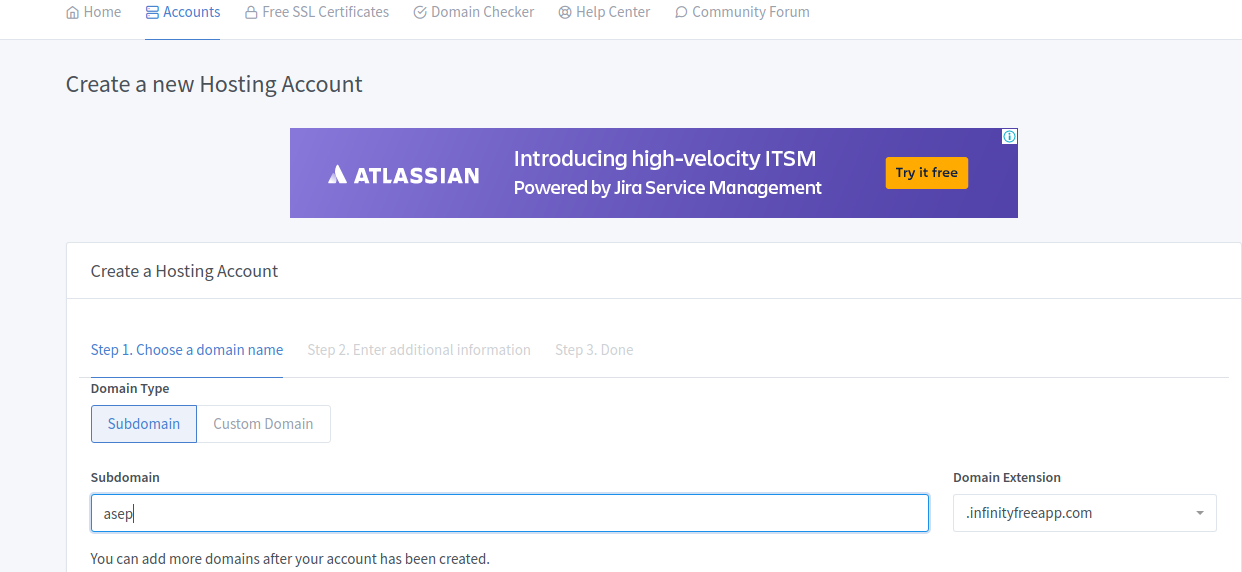 Home Accounts Free SSL Certificates Domain Checker Help Center Community Forum
Create a new Hosting Account
ATLASSIAN
Introducing high-velocity ITSM
Powered by Jira Service Management
Try it free
Create a Hosting Account
Step 1. Choose a domain name Step 2. Enter additional information Step 3. Done
Domain Type
Subdomain Custom Domain
Subdomain Domain Extension
asep .infinityfreeapp.com
You can add more domains after your account has been created.